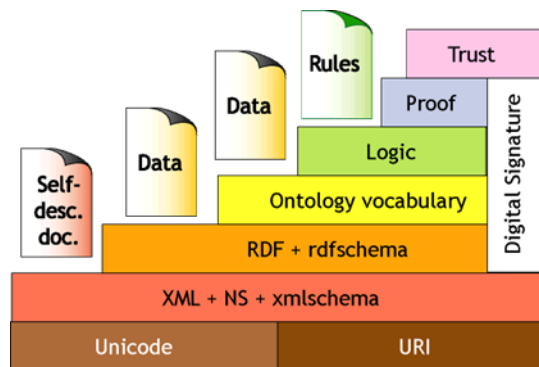 Trust
Rules
Proof
Data
Logic
Data
Digital Signature
Self-
desc.
doc.
Ontology vocabulary
RDF + rdfschema
XML + NS + xmlschema
Unicode
URI